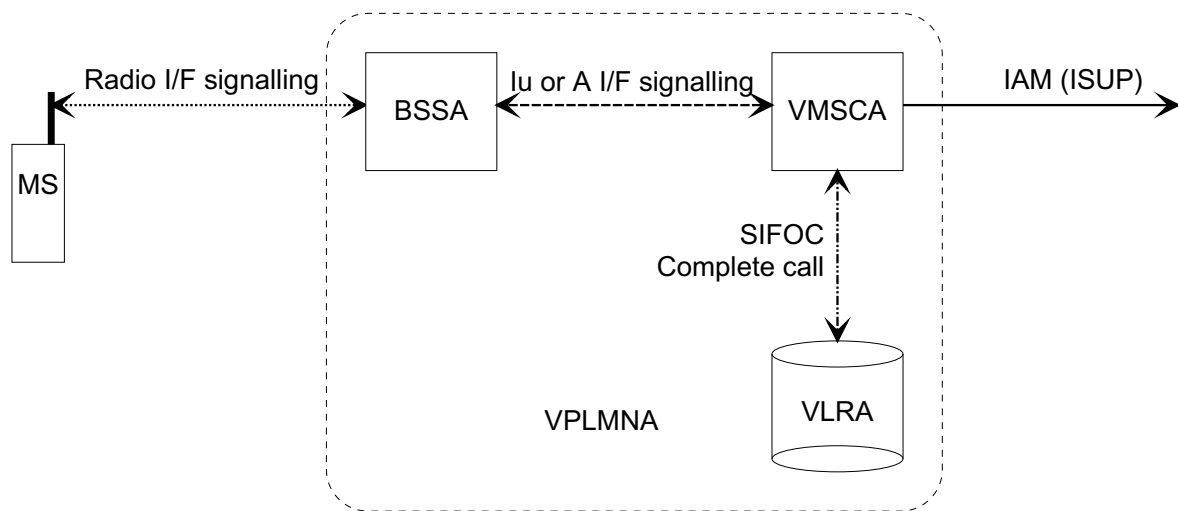 Radio I/F signalling
Iu or A I/F signalling
IAM (ISUP)
BSSA
VMSCA
MS
SIFOC
Complete call
VPLMNA
VLRA